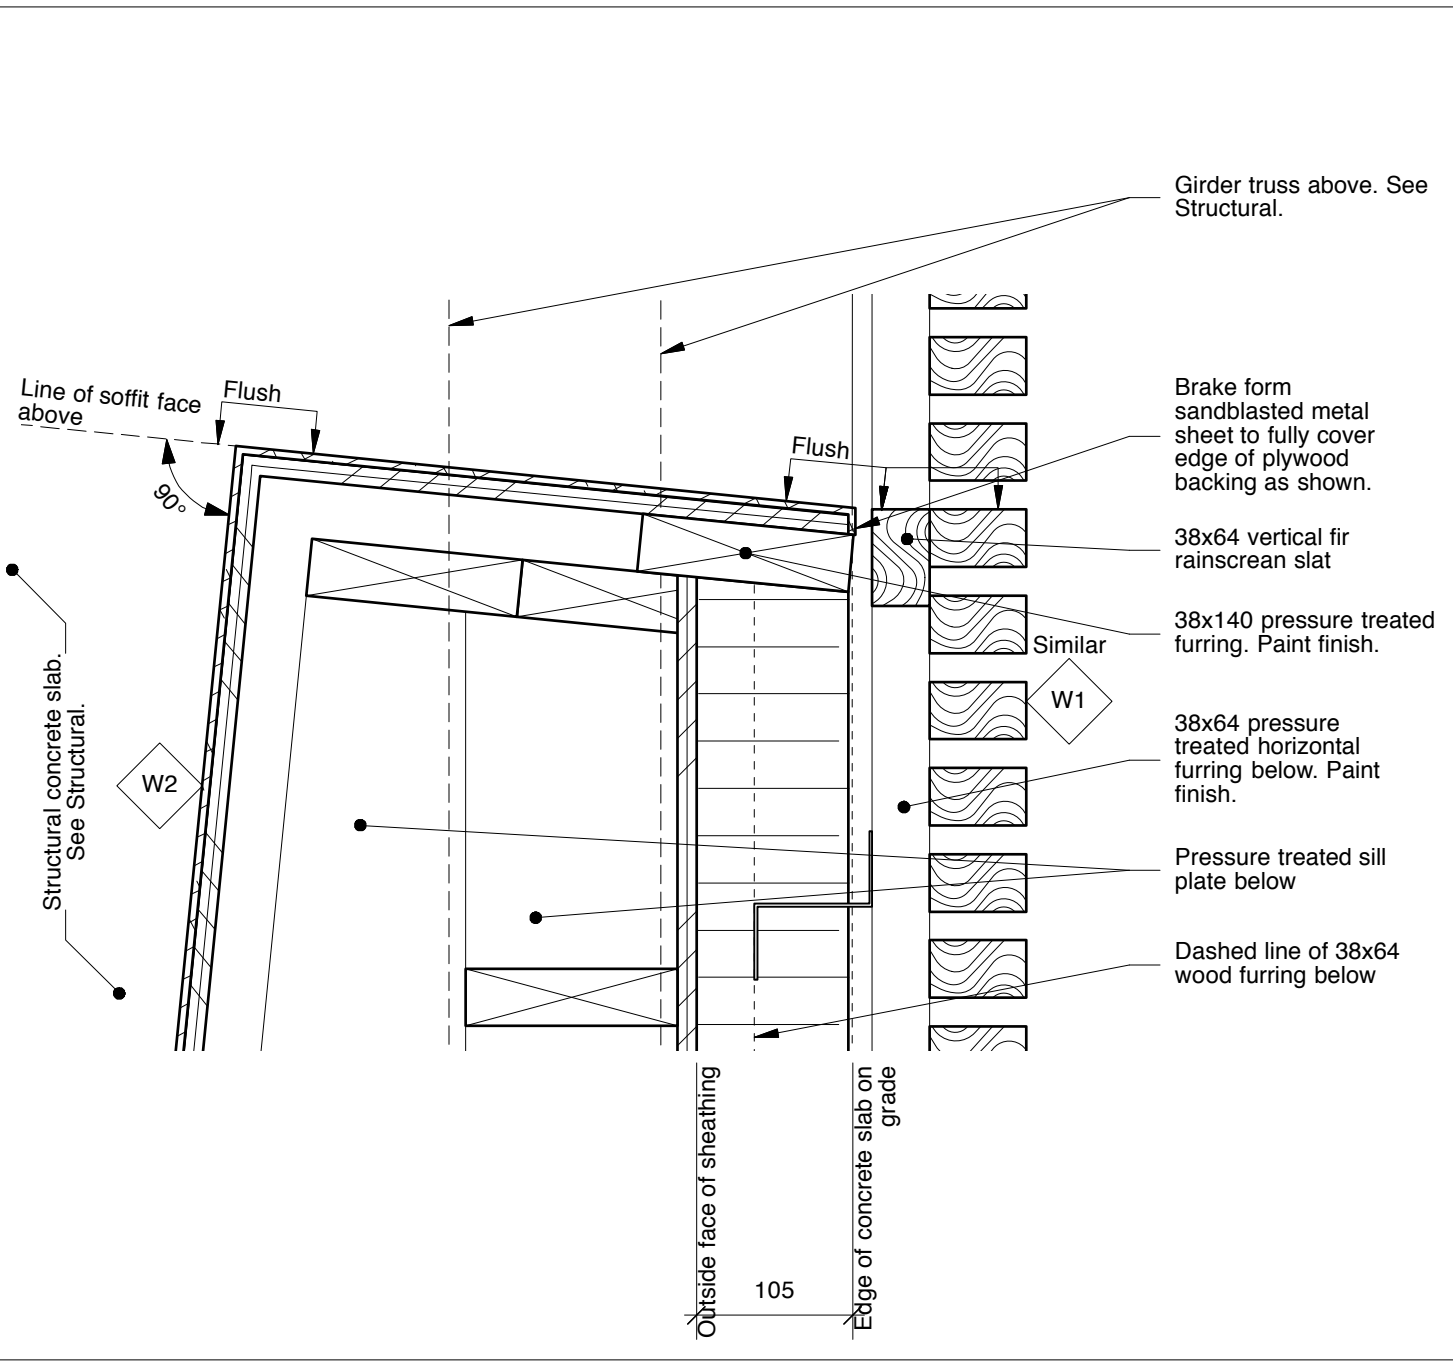 Girder truss above. See
Structural.
Line of soffit face
above
Flush
90°
Flush
Brake form
sandblasted metal
sheet to fully cover
edge of plywood
backing as shown.
38x64 vertical fir
rainscrean slat
38x140 pressure treated
furring. Paint finish.
Similar
W1
38x64 pressure
treated horizontal
furring below. Paint
finish.
Structural concrete slab.
See Structural.
W2
Pressure treated sill
plate below
Dashed line of 38x64
wood furring below
Outside face of sheathing
Edge of concrete slab on
grade
105